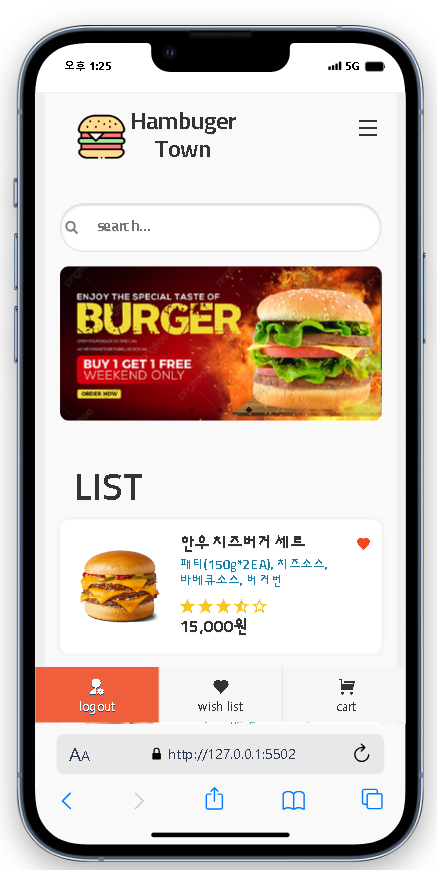 오후 1:25
5G
Hambuger
Town
search...
ENJOY THE SPECIAL TASTE OF
BURGER
BUY 1 GET 1 FREE
WEEKEND ONLY
ORDER NOW
LIST
안우 치즈버거 세트
패티(150g*2EA), 치즈소스,
바베큐소스, 버거번
15,000원
logout
wish list
cart
AA
http://127.0.0.1:5502